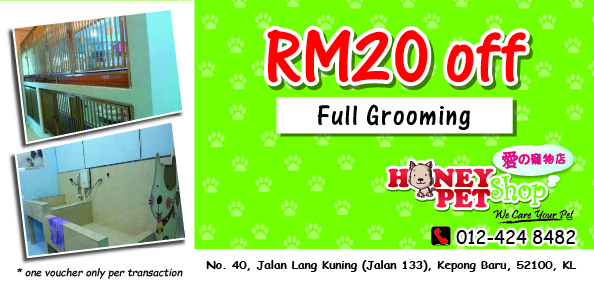 RM20 off
Full Grooming
愛の寵物店
HONEY
PET Shop
We Care Your Pet
012-424 8482
* one voucher only per transaction
No. 40, Jalan Lang Kuning (Jalan 133), Kepong Baru, 52100, KL